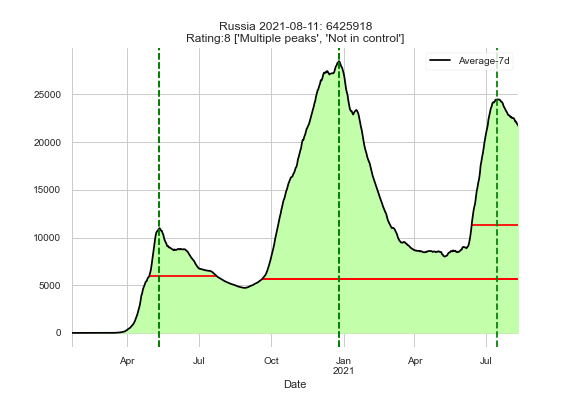 Russia 2021-08-11: 6425918
Rating:8 ['Multiple peaks', 'Not in control']
Average-7d
25000
20000
15000
10000
5000
0
Apr Jul Oct Jan Apr Jul
2021
Date